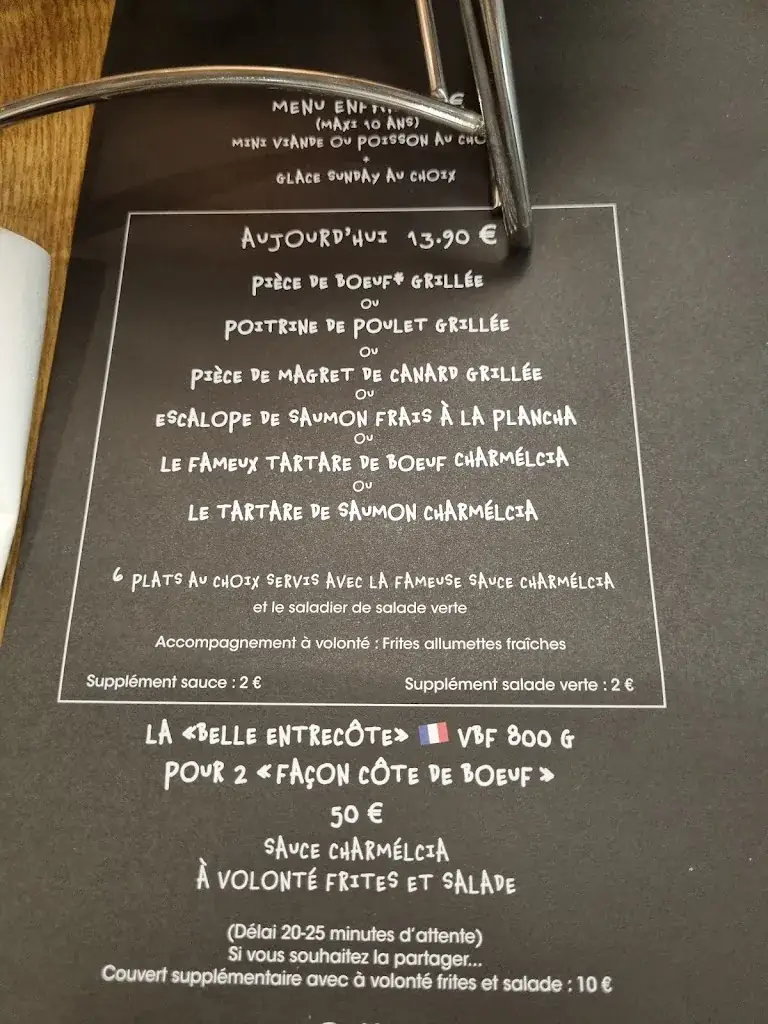 MENU
€
(MAXI 10 ANS)
MINI VIANDE OU POISSON AU
+
GLACE SUNDAY AU CHOIX
AUJOURD'HUI 13.90 €
PIÈCE DE BOEUF* GRILLÉE
OU
POITRINE DE POULET GRILLÉE
OU
PIÈCE DE MAGRET DE CANARD GRILLÉE
OU
ESCALOPE DE SAUMON FRAIS À LA PLANCHA
OU
LE FAMEUX TARTARE DE BOEUF CHARMÉLCIA
OU
LE TARTARE DE SAUMON CHARMÉLCIA
6 PLATS AU CHOIX SERVIS AVEC LA FAMEUSE SAUCE CHARMÉLCIA
et le saladier de salade verte
Accompagnement à volonté : Frites allumettes fraîches
Supplément sauce : 2 €
Supplément salade verte : 2 €
LA «BELLE ENTRECÔTE» VBF 800 G
POUR 2 «FAÇON CÔTE DE BOEUF»
50 €
SAUCE CHARMÉLCIA
À VOLONTÉ FRITES ET SALADE
(Délai 20-25 minutes d'attente)
Si vous souhaitez la partager...
Couvert supplémentaire avec à volonté frites et salade : 10 €